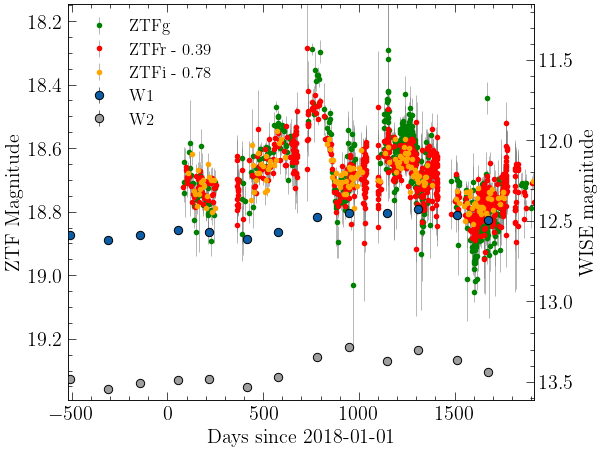 18.2
18.4
18.6
18.8
19.0
19.2
ZTF Magnitude
ZTFg
ZTFr - 0.39
ZTFi - 0.78
W1
W2
11.5
12.0
12.5
13.0
13.5
WISE magnitude
−500
0
500
1000
1500
Days since 2018-01-01